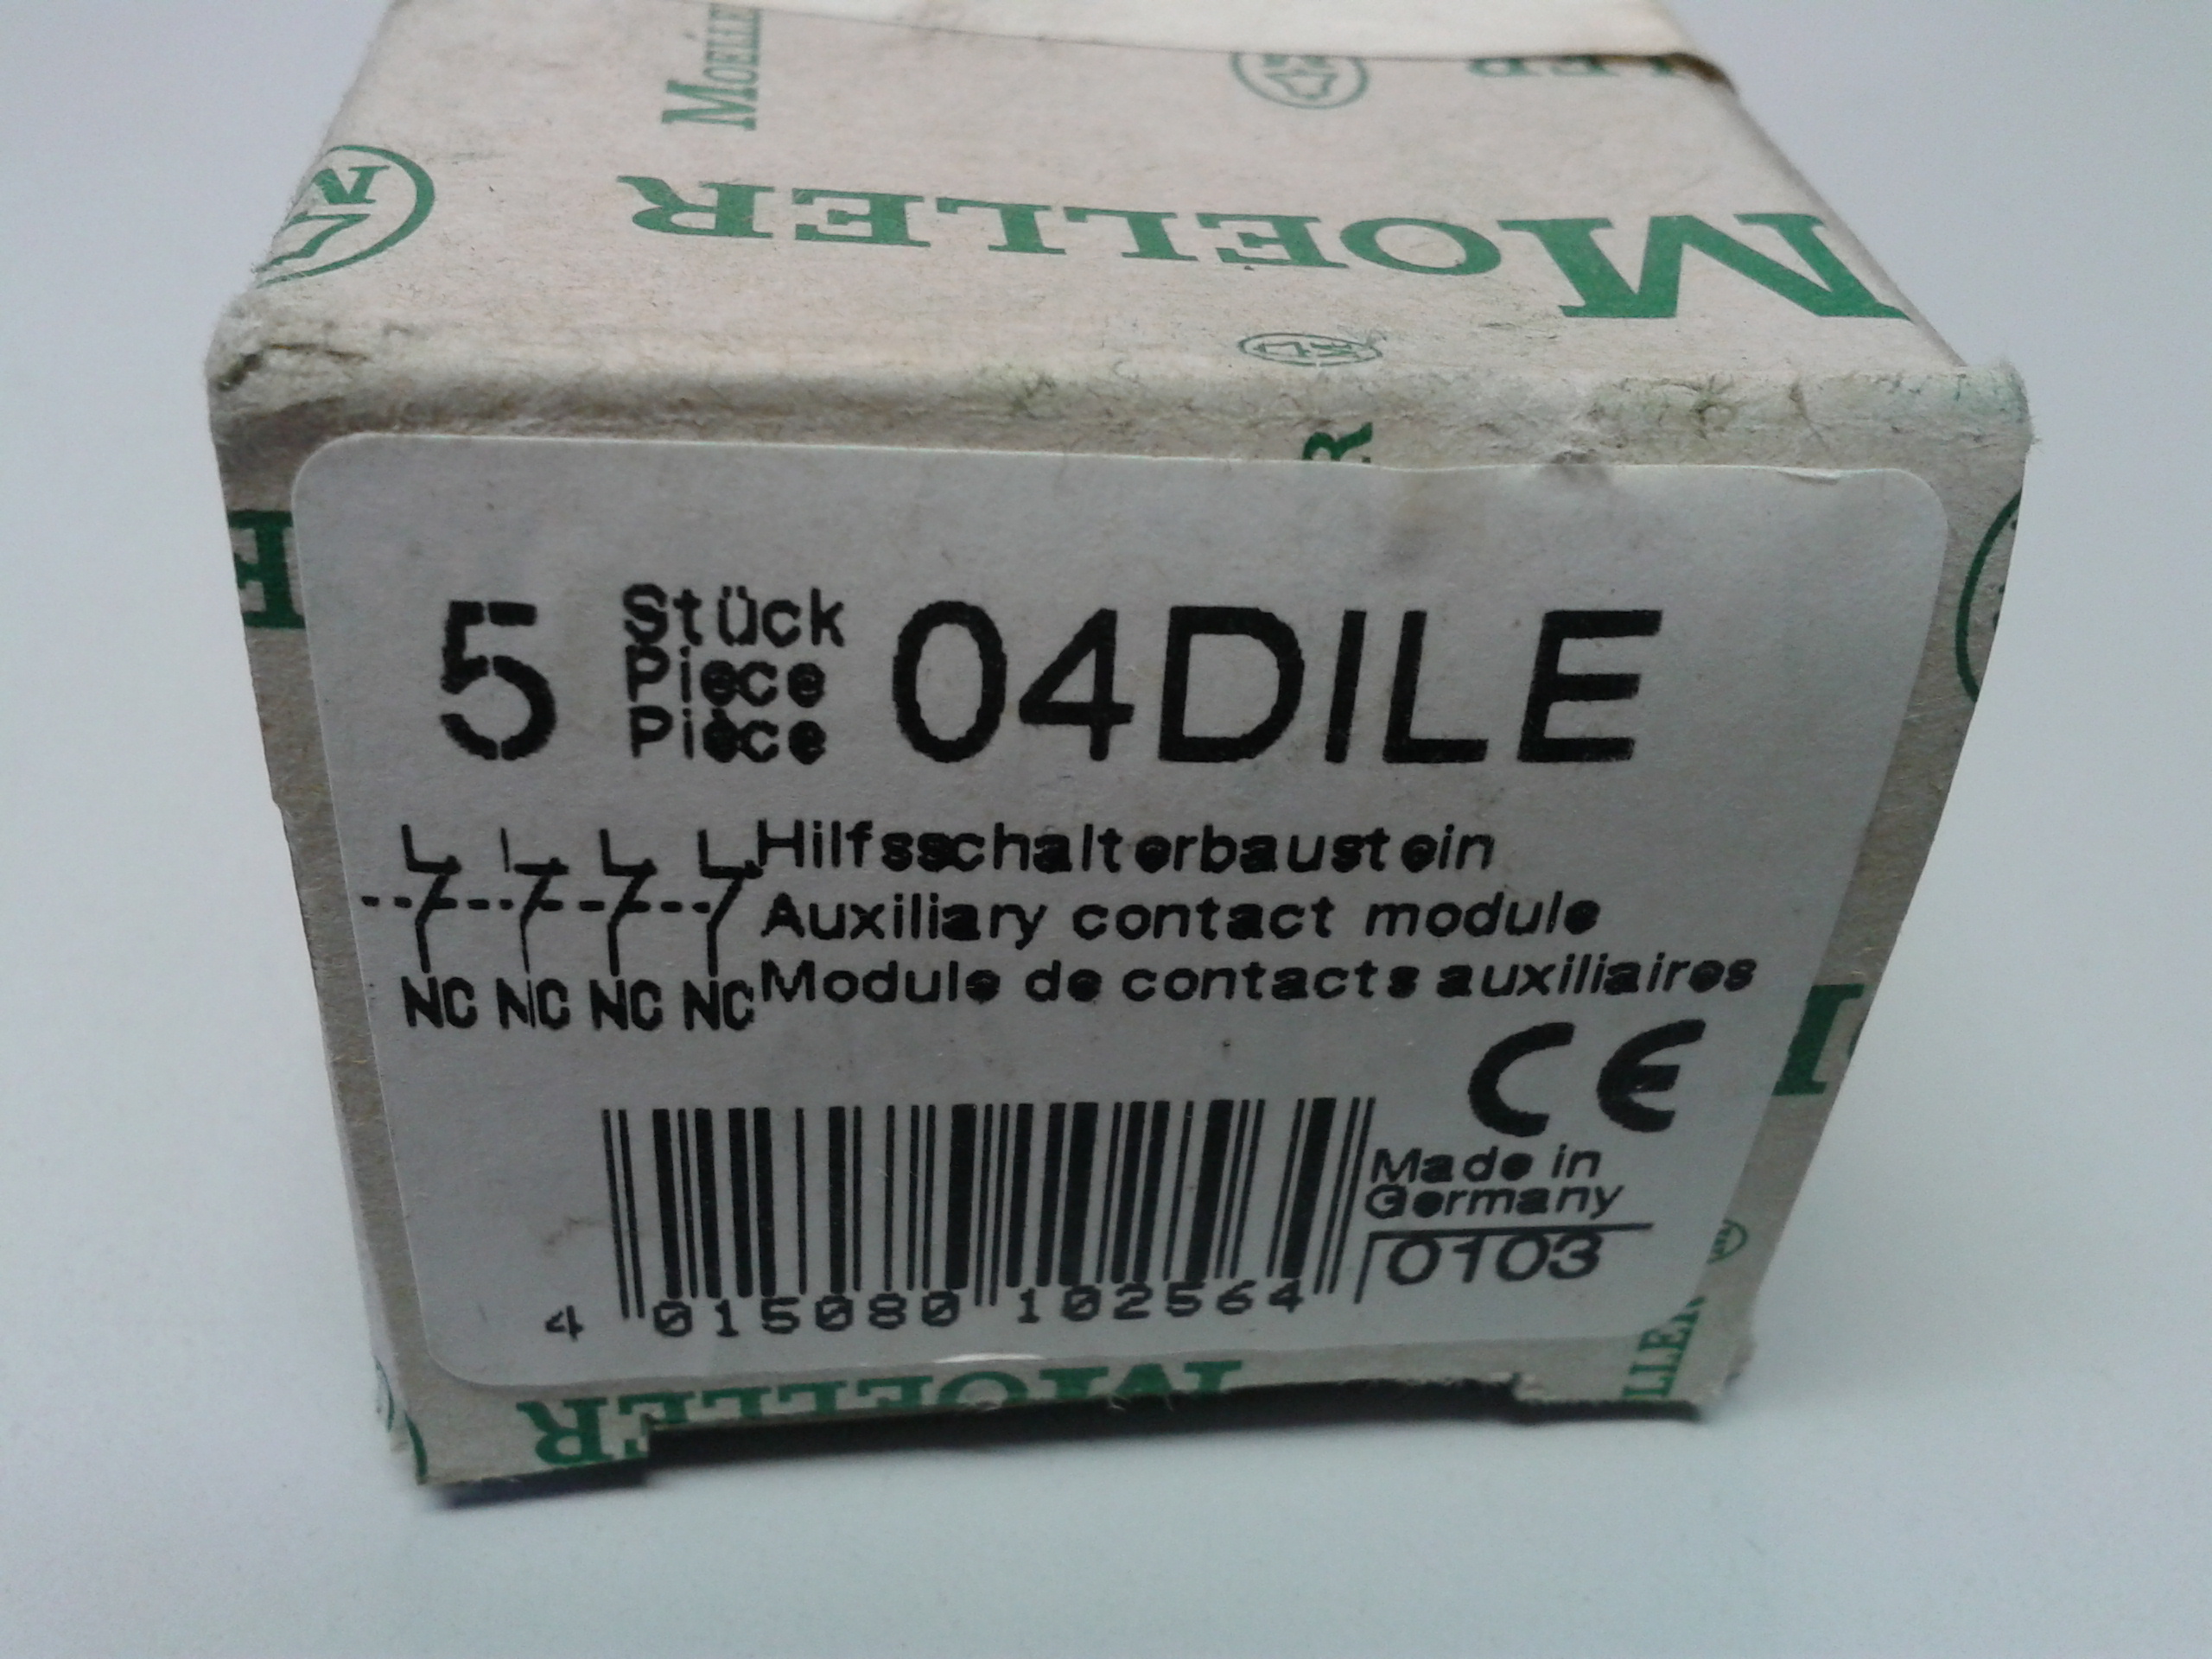 MOELLER
MOELLER
5 Stück 04DILE
Piece
Pièce
Hilfsschalterbaustein
Auxiliary contact module
NC NC NC NC Module de contacts auxiliaires
CE
Made in
Germany
0103
4 015080 102564
MOELLER